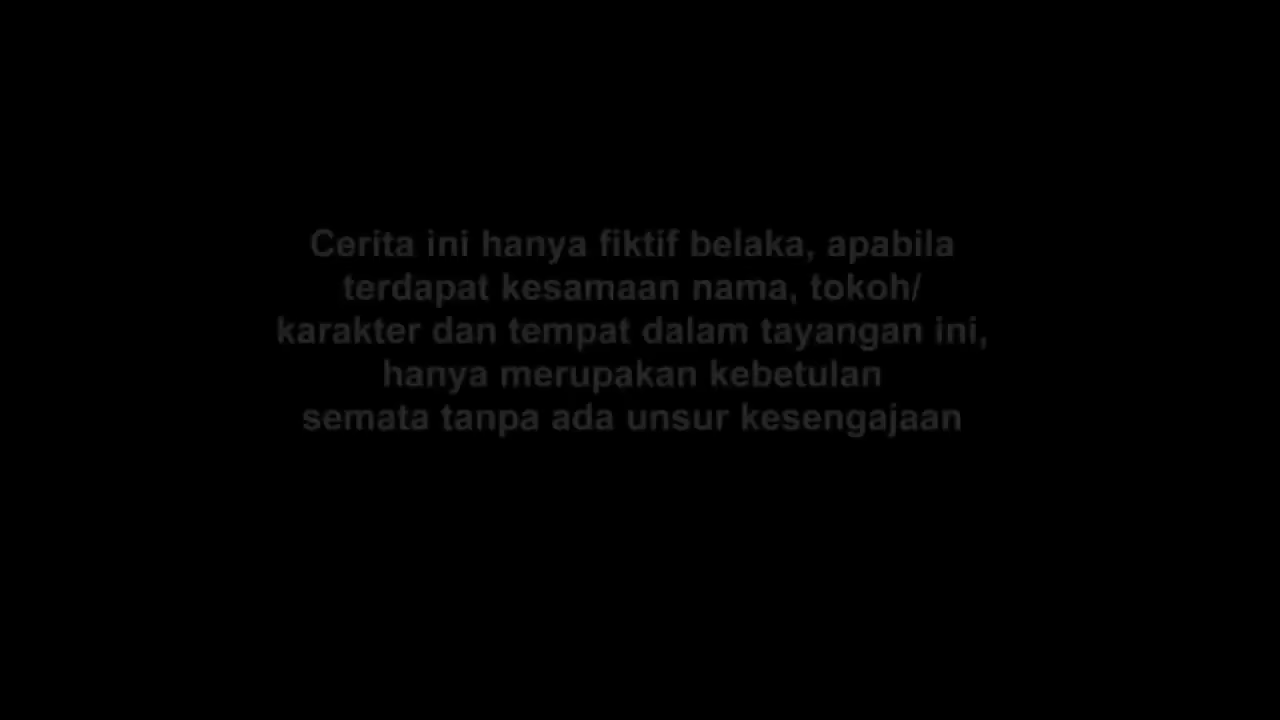 Cerita ini hanya fiktif belaka, apabila
terdapat kesamaan nama, tokoh/
karakter dan tempat dalam tayangan ini,
hanya merupakan kebetulan
semata tanpa ada unsur kesengajaan